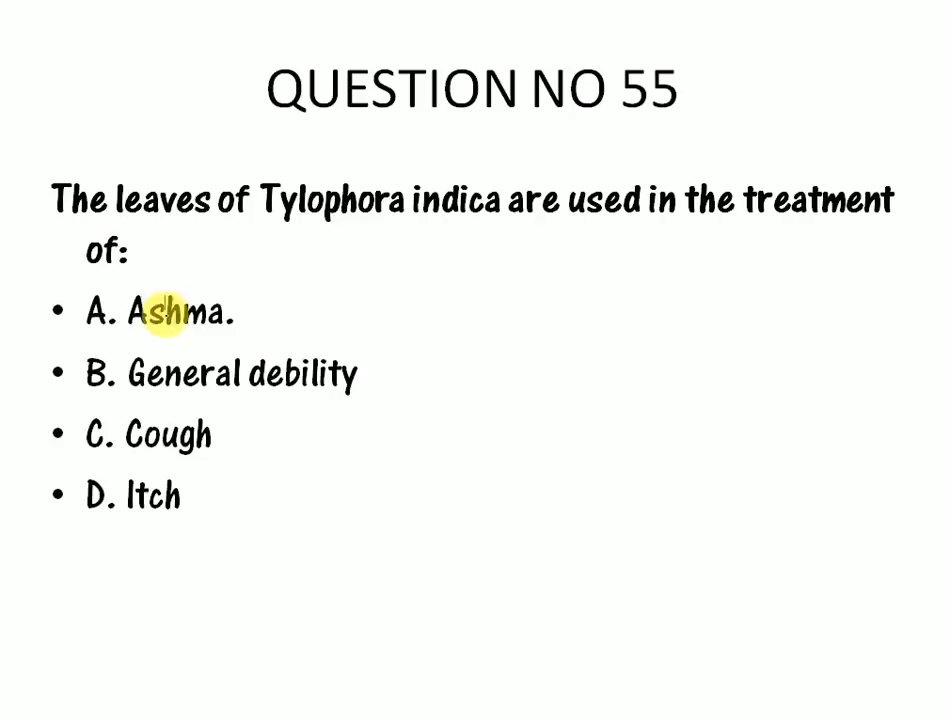 QUESTION NO 55
The leaves of Tylophora indica are used in the treatment
of:
• A. Ashma.
• B. General debility
• C. Cough
• D. Itch